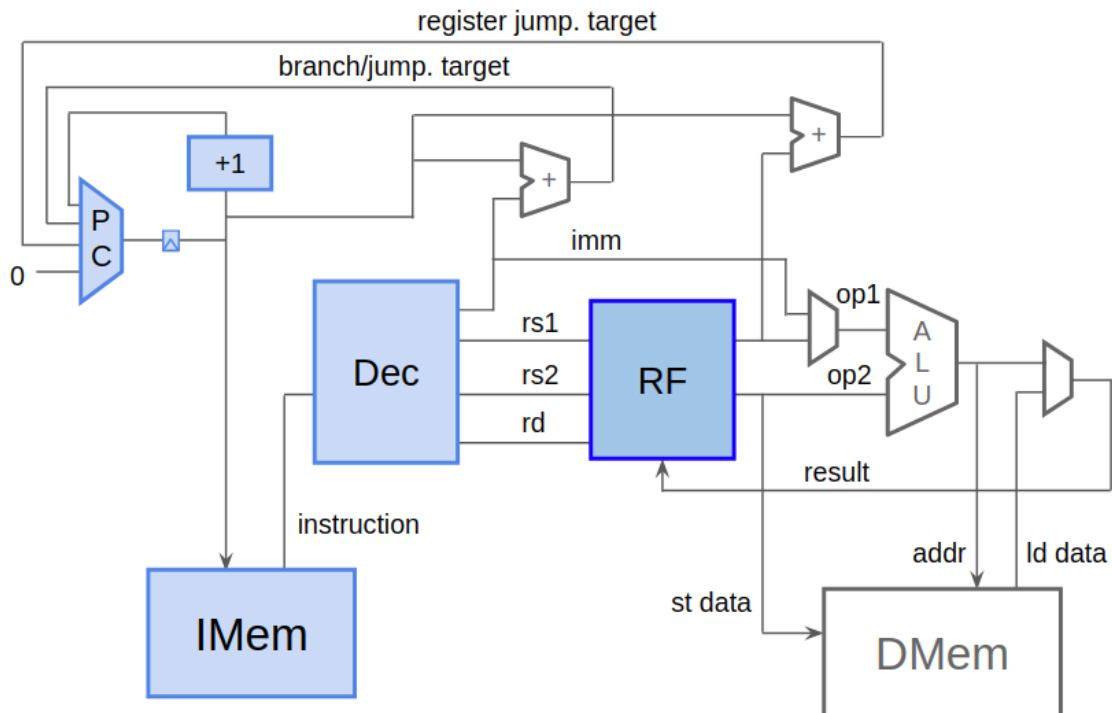 register jump. target
branch/jump. target
+1
+
+
P
C
0
imm
Dec
rs1
rs2
rd
RF
op1
op2
A
L
U
result
instruction
IMem
addr
ld data
st data
DMem